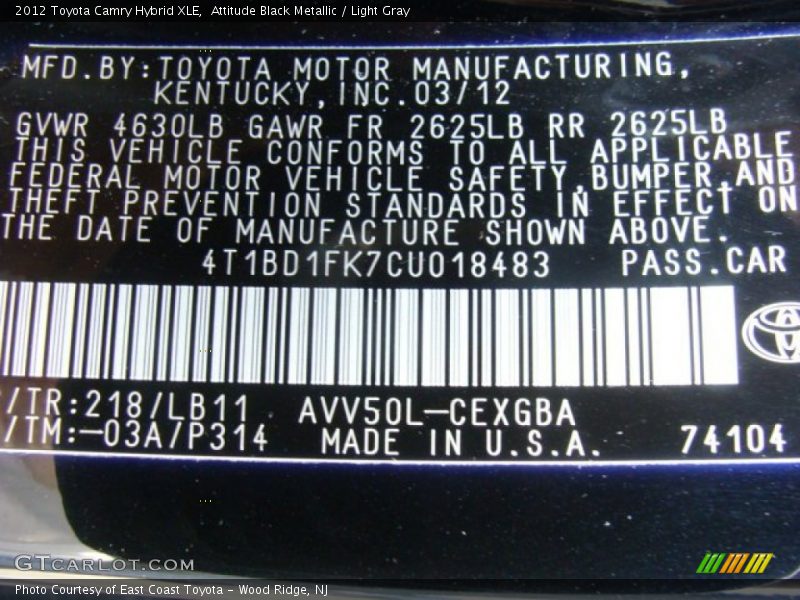 2012 Toyota Camry Hybrid XLE, Attitude Black Metallic / Light Gray
MFD.BY:TOYOTA MOTOR MANUFACTURING,
KENTUCKY,INC.03/12
GVWR 4630LB GAWR FR 2625LB RR 2625LB
THIS VEHICLE CONFORMS TO ALL APPLICABLE
FEDERAL MOTOR VEHICLE SAFETY,BUMPER,AND
THEFT PREVENTION STANDARDS IN EFFECT ON
THE DATE OF MANUFACTURE SHOWN ABOVE.
4T1BD1FK7CU018483 PASS.CAR
/TR:218/LB11 AVV50L-CEXGBA
/TM:-03A/P314 MADE IN U.S.A. 74104
GTCARLOT.COM
Photo Courtesy of East Coast Toyota - Wood Ridge, NJ